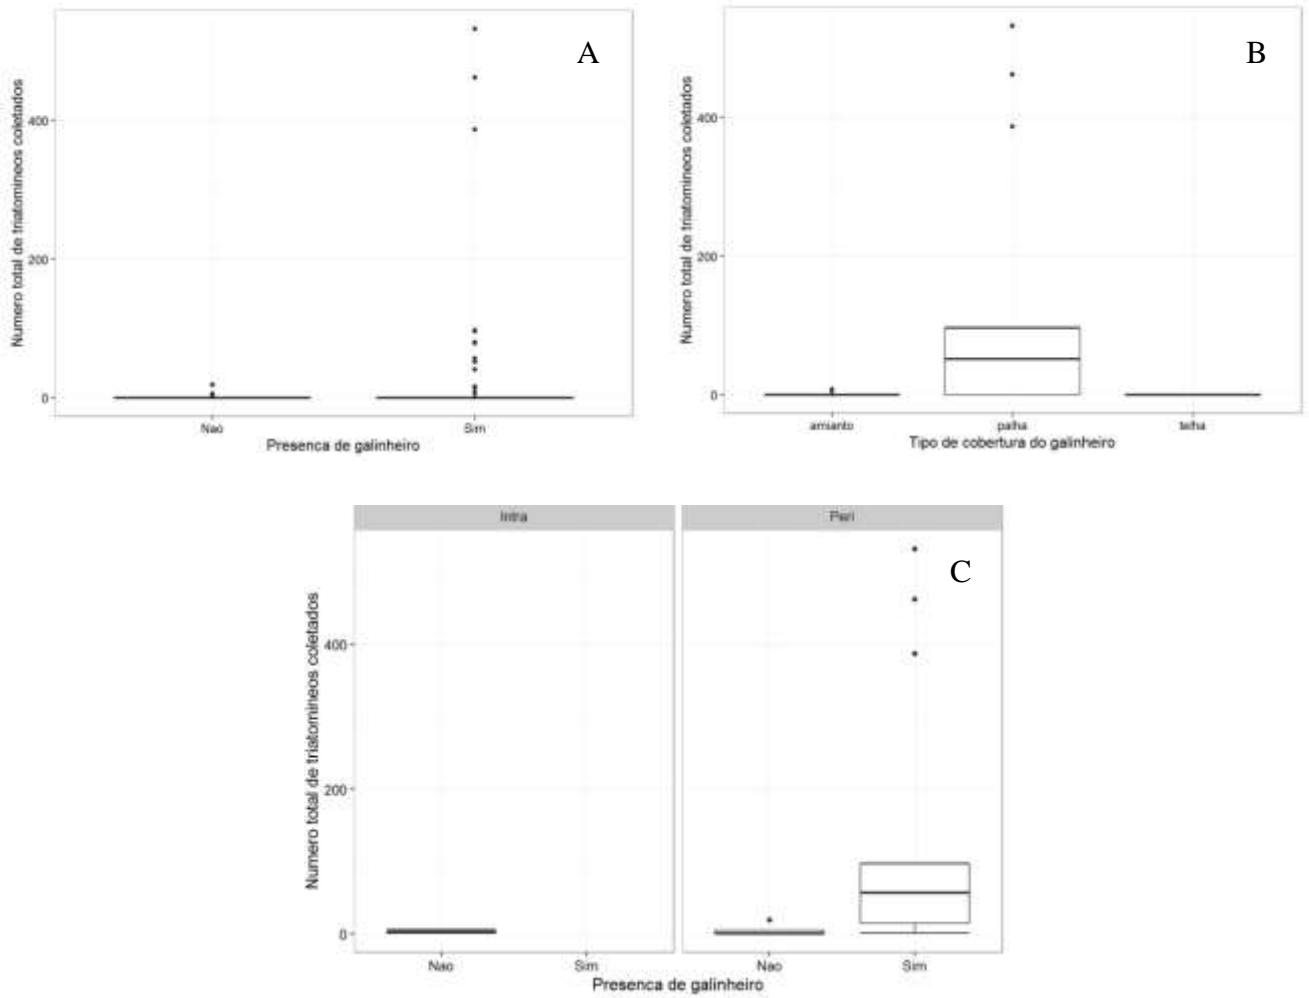 A
Numero total de triatomineos coletados
400
200
0
Nao
Sim
Presenca de galinheiro
B
Numero total de triatomineos coletados
400
200
0
amianto
palha
telha
Tipo de cobertura do galinheiro
Intra
Peri
C
Numero total de triatomineos coletados
400
200
0
Nao
Sim
Nao
Sim
Presenca de galinheiro